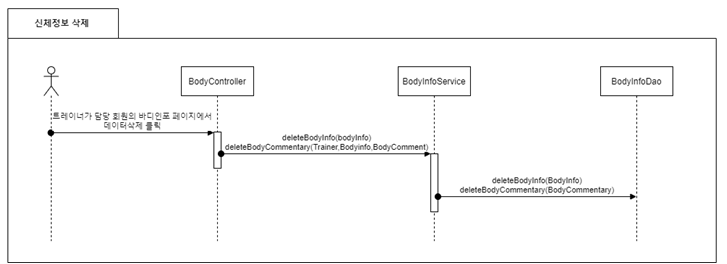 신체정보 삭제
BodyController
BodyInfoService
BodyInfoDao
트레이너가 담당 회원의 바디인포 페이지에서
데이터삭제 클릭
deleteBodyInfo(bodyInfo)
deleteBodyCommentary(Trainer,Bodyinfo,BodyComment)
deleteBodyInfo(BodyInfo)
deleteBodyCommentary(BodyCommentary)